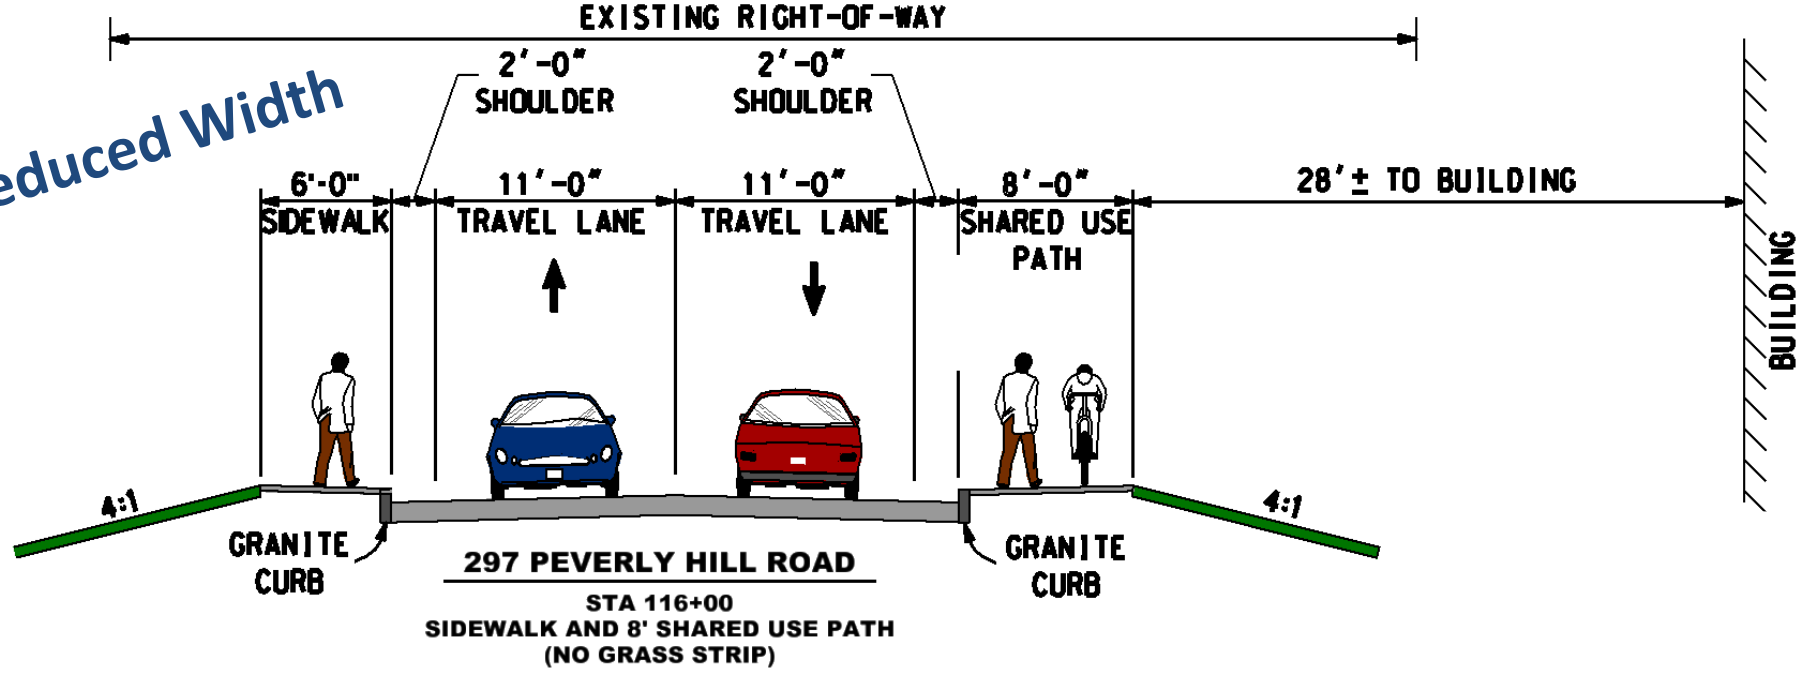 EXISTING RIGHT-OF-WAY
2'-0"
SHOULDER
2'-0"
SHOULDER
educed Width
6'-0"
SIDEWALK
11'-0"
TRAVEL LANE
11'-0"
TRAVEL LANE
8'-0"
SHARED USE
PATH
28'± TO BUILDING
BUILDING
4:1
4:1
GRANITE
CURB
GRANITE
CURB
297 PEVERLY HILL ROAD
STA 116+00
SIDEWALK AND 8' SHARED USE PATH
(NO GRASS STRIP)